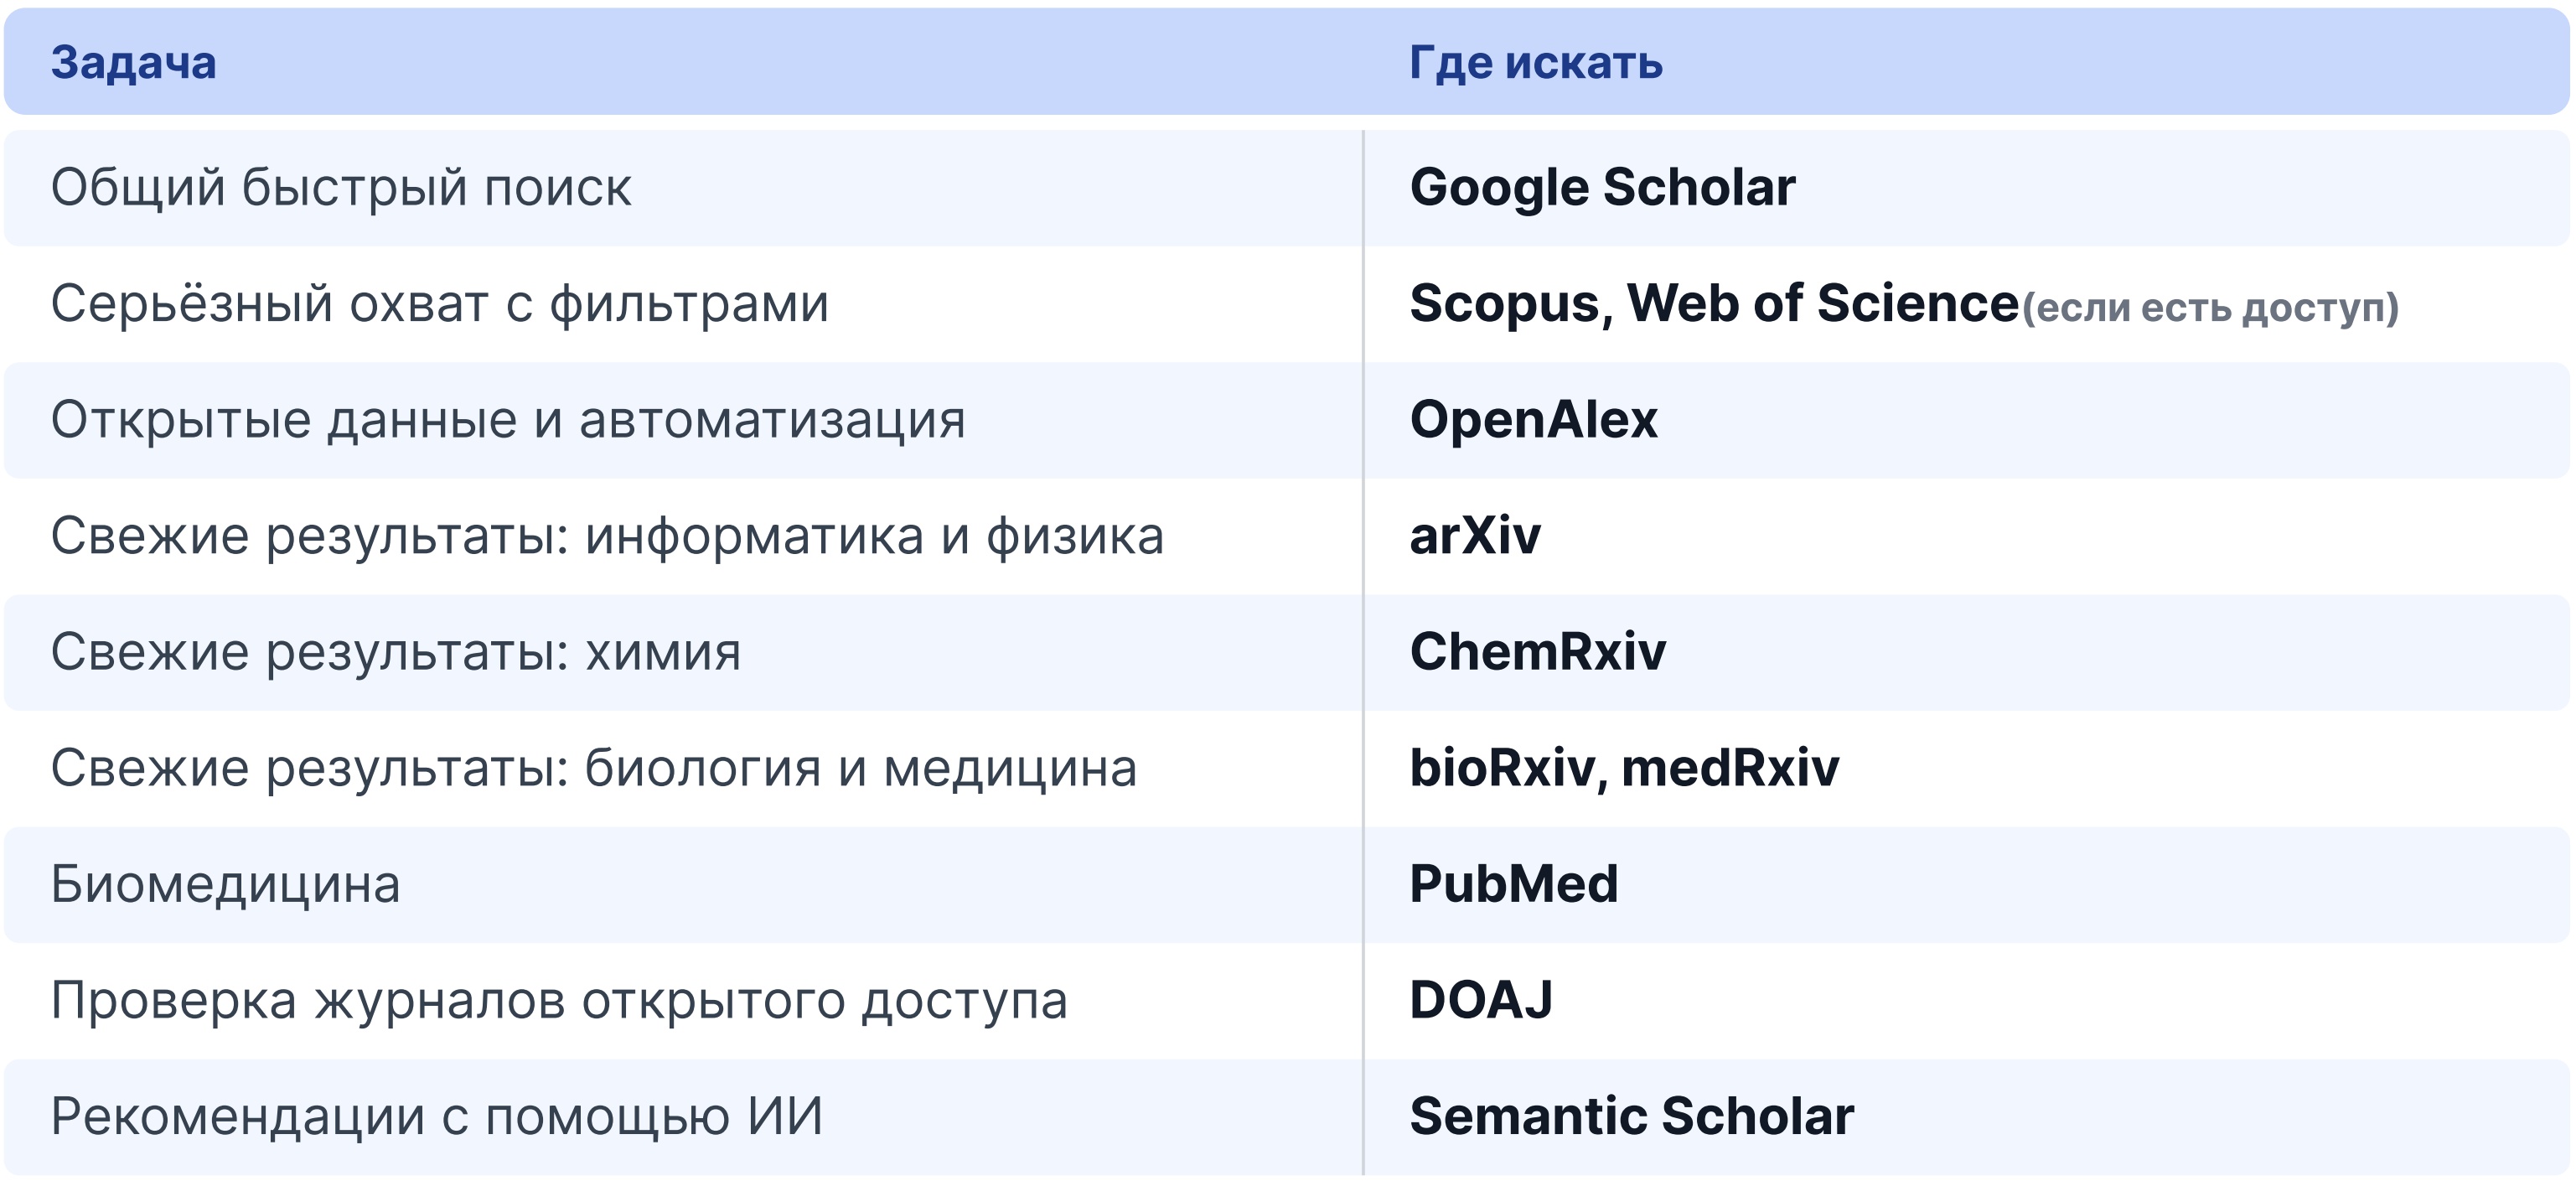 Задача Где искать
Общий быстрый поиск Google Scholar
Серьёзный охват с фильтрами Scopus, Web of Science(если есть доступ)
Открытые данные и автоматизация OpenAlex
Свежие результаты: информатика и физика arXiv
Свежие результаты: химия ChemRxiv
Свежие результаты: биология и медицина bioRxiv, medRxiv
Биомедицина PubMed
Проверка журналов открытого доступа DOAJ
Рекомендации с помощью ИИ Semantic Scholar